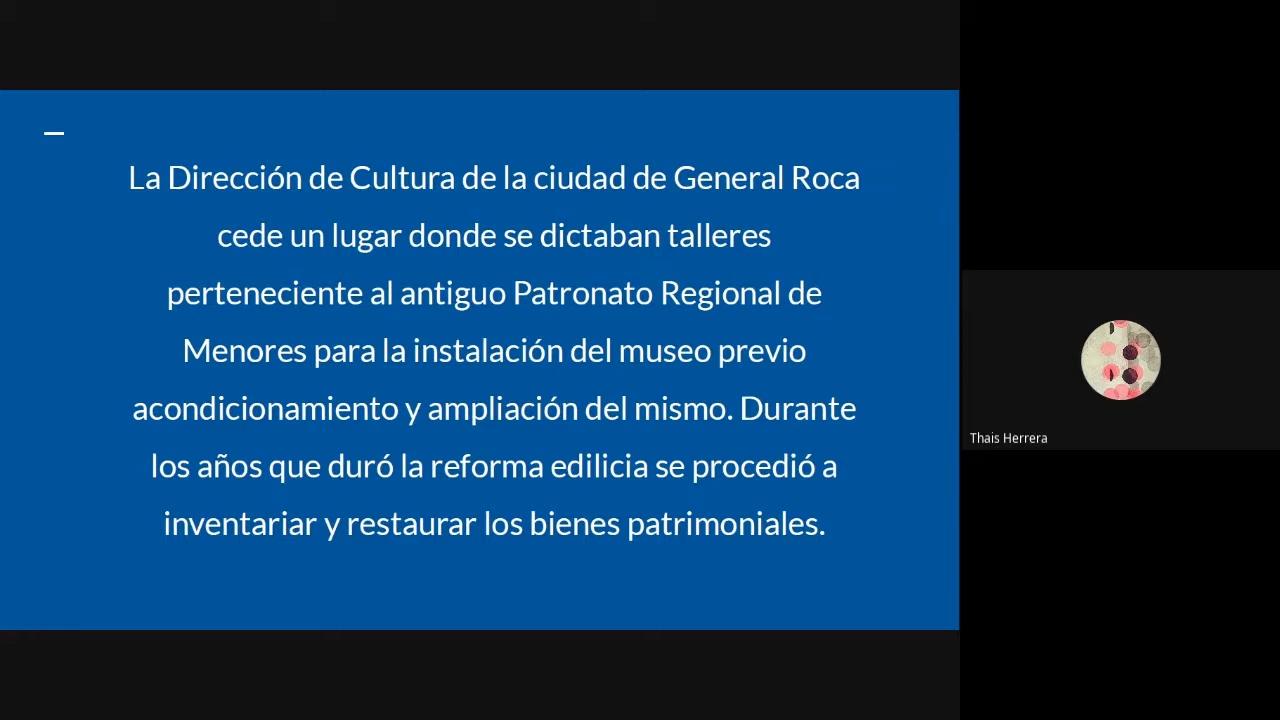 La Dirección de Cultura de la ciudad de General Roca
cede un lugar donde se dictaban talleres
perteneciente al antiguo Patronato Regional de
Menores para la instalación del museo previo
acondicionamiento y ampliación del mismo. Durante
los años que duró la reforma edilicia se procedió a
inventariar y restaurar los bienes patrimoniales.
Thais Herrera